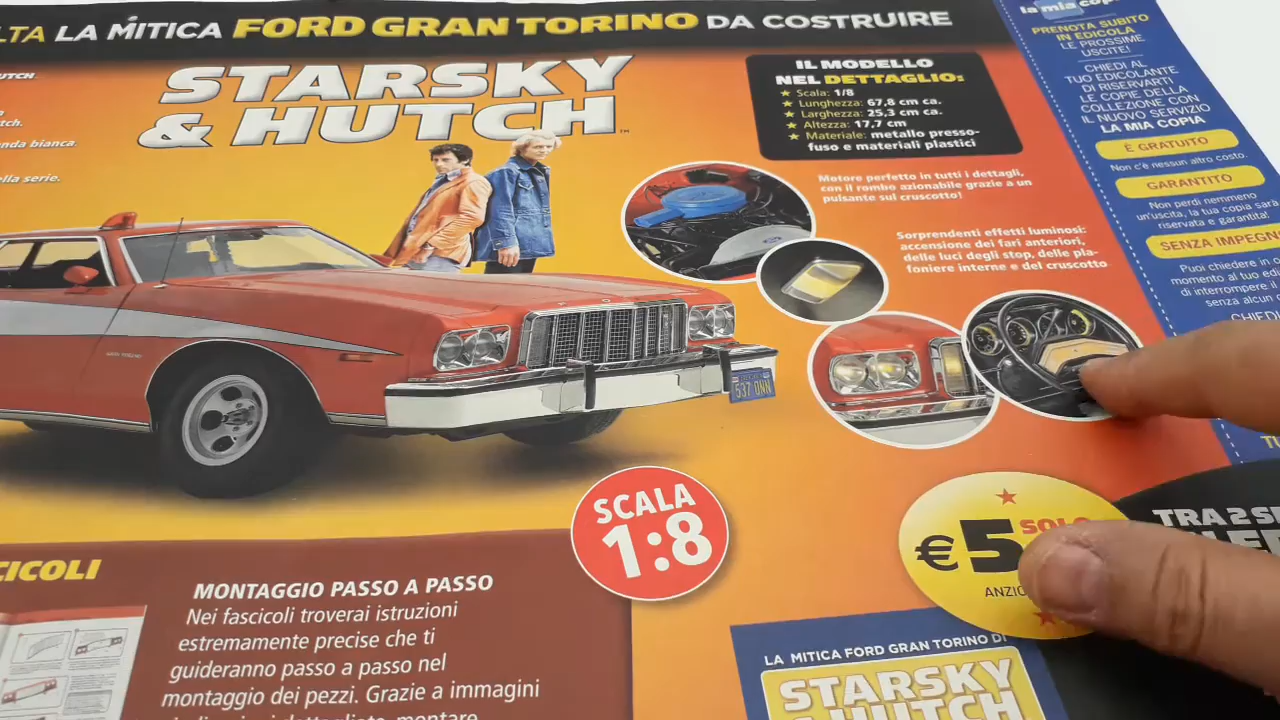 LA MITICA FORD GRAN TORINO DA COSTRUIRE
STARSKY
& HUTCH
bianca.
serie.
IL MODELLO
NEL DETTAGLIO:
★ Scala: 1/8
★ Lunghezza: 67,8 cm ca.
★ Larghezza: 25,3 cm ca.
★ Altezza: 17,7 cm
★ Materiale: metallo presso-
fuso e materiali plastici
Motore perfetto in tutti i dettagli,
con il rombo azionabile grazie a un
pulsante sul cruscotto!
Sorprendenti effetti luminosi:
accensione dei fari anteriori,
delle luci degli stop, delle pla-
foniere interne e del cruscotto
537 ONN
SCALA
1:8
MONTAGGIO PASSO A PASSO
Nei fascicoli troverai istruzioni
estremamente precise che ti
guideranno passo a passo nel
montaggio dei pezzi. Grazie a immagini
SOLO
€5
LA MITICA FORD GRAN TORINO DI
STARSKY
& HUTCH
la mia copia
PRENOTA SUBITO
IN EDICOLA
LE PROSSIME
USCITE!
CHIEDI AL
TUO EDICOLANTE
DI RISERVARTI
LE COPIE DELLA
COLLEZIONE CON
IL NUOVO SERVIZIO
LA MIA COPIA
È GRATUITO
Non c'è nessun altro costo.
GARANTITO
Non perdi nemmeno
un'uscita, la tua copia sarà
riservata e garantita!
SENZA IMPEGNO
Puoi chiedere in
momento al tuo
di interrompere il
senza alcun
TRA 2